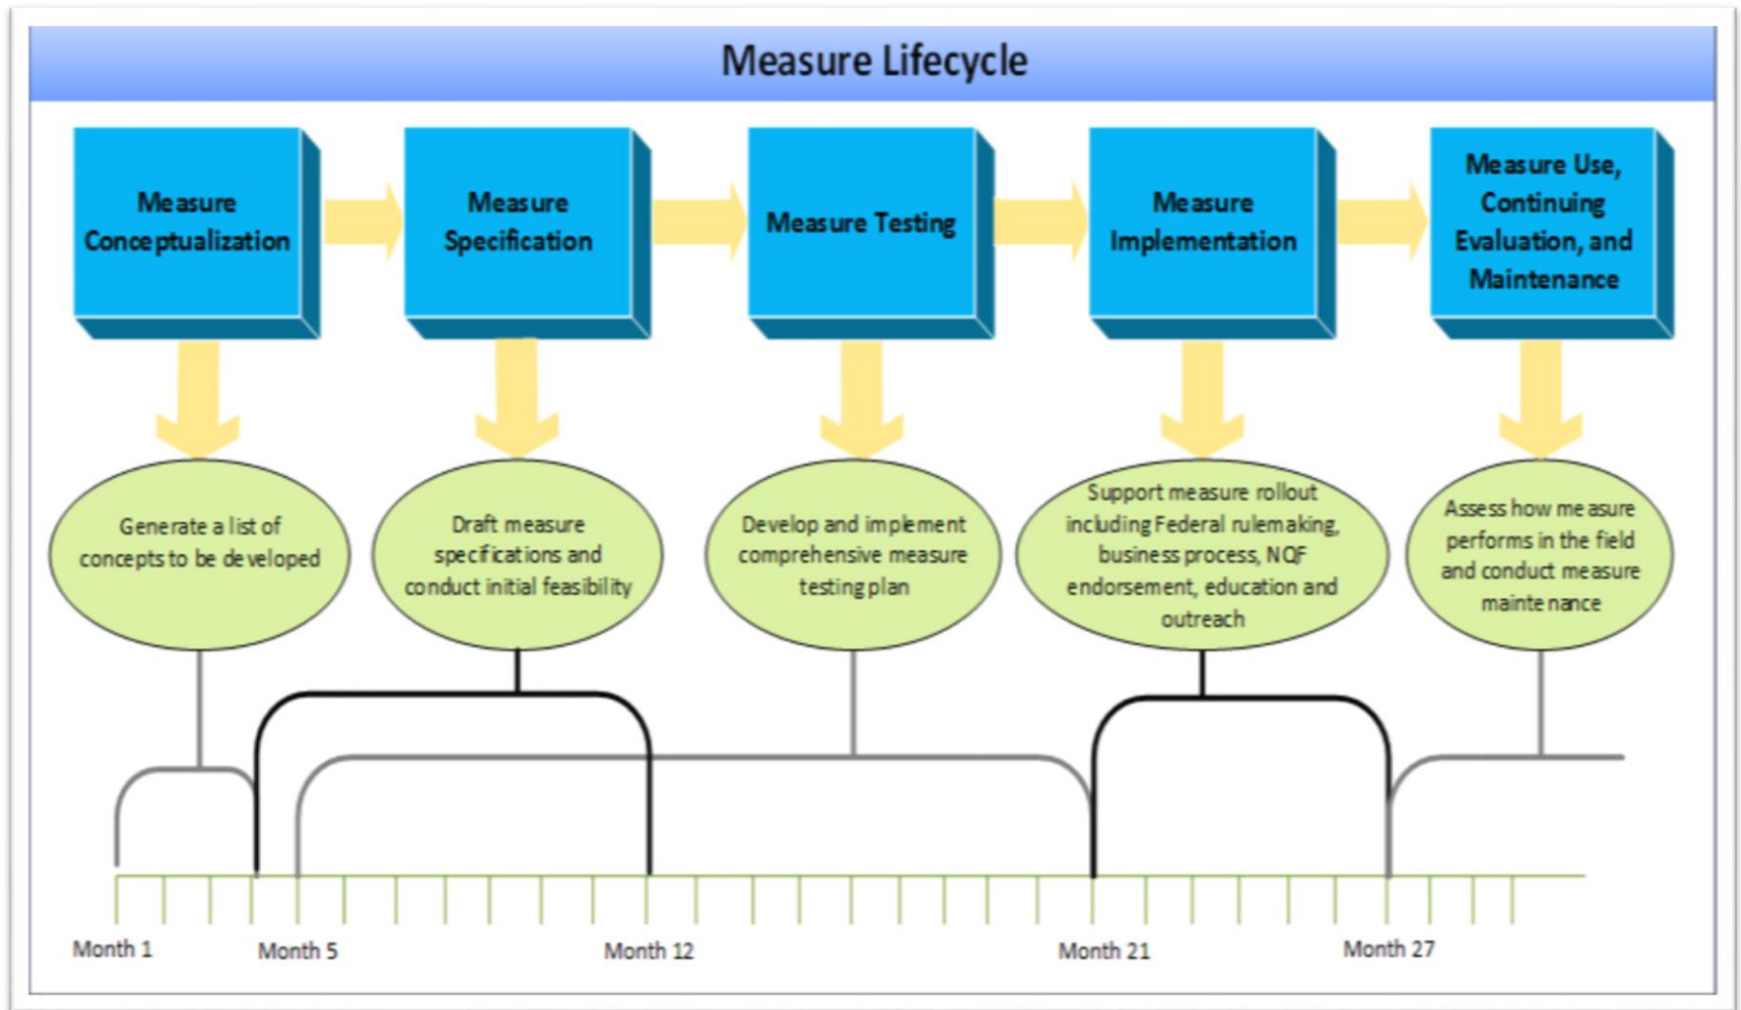 Measure Lifecycle
Measure
Conceptualization
Measure
Specification
Measure Testing
Measure
Implementation
Measure Use,
Continuing
Evaluation, and
Maintenance
Generate a list of
concepts to be developed
Draft measure
specifications and
conduct initial feasibility
Develop and implement
comprehensive measure
testing plan
Support measure rollout
including Federal rulemaking,
business process, NQF
endorsement, education and
outreach
Assess how measure
performs in the field
and conduct measure
maintenance
Month 1
Month 5
Month 12
Month 21
Month 27